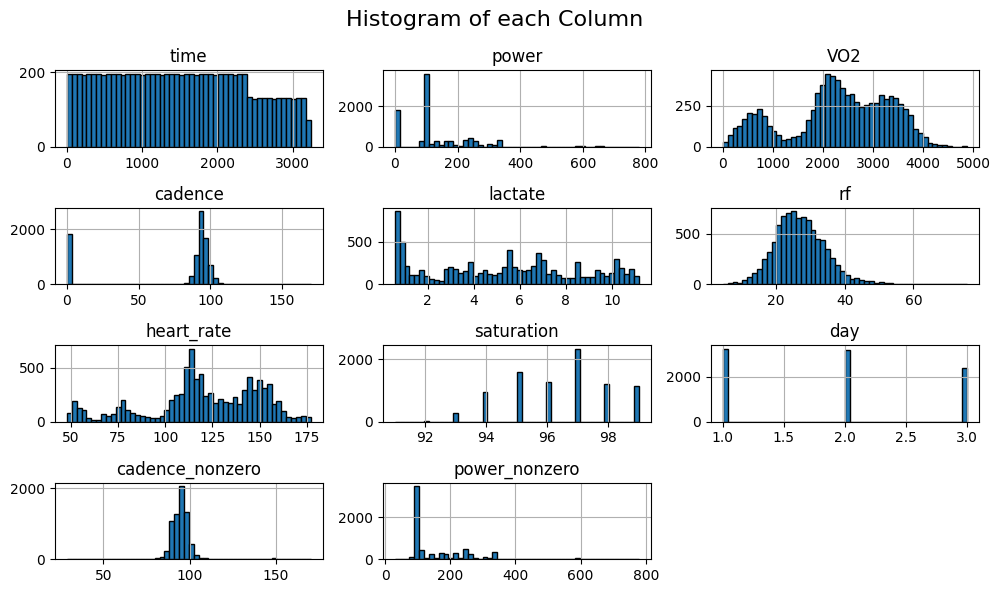 Histogram of each Column
time
200
0
0 1000 2000 3000
power
2000
0
0 200 400 600 800
VO2
250
0
0 1000 2000 3000 4000 5000
cadence
2000
0
0 50 100 150
lactate
500
0
2 4 6 8 10
rf
500
0
20 40 60
heart_rate
500
0
50 75 100 125 150 175
saturation
2000
0
92 94 96 98
day
2000
0
1.0 1.5 2.0 2.5 3.0
cadence_nonzero
2000
0
50 100 150
power_nonzero
2000
0
0 200 400 600 800